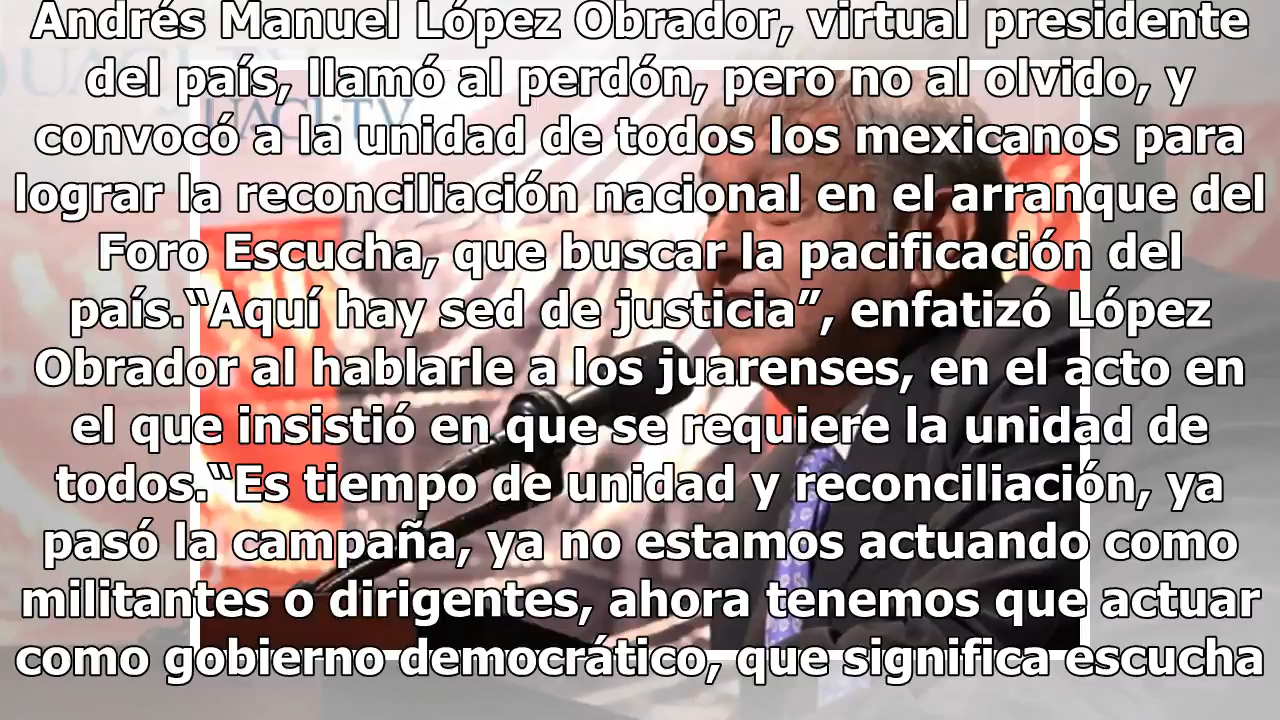 Andrés Manuel López Obrador, virtual presidente
del país, llamó al perdón, pero no al olvido, y
convocó a la unidad de todos los mexicanos para
lograr la reconciliación nacional en el arranque del
Foro Escucha, que buscar la pacificación del
país.“Aquí hay sed de justicia”, enfatizó López
Obrador al hablarle a los juarenses, en el acto en
el que insistió en que se requiere la unidad de
todos.“Es tiempo de unidad y reconciliación, ya
pasó la campaña, ya no estamos actuando como
militantes o dirigentes, ahora tenemos que actuar
como gobierno democrático, que significa escucha
UACJ-TV